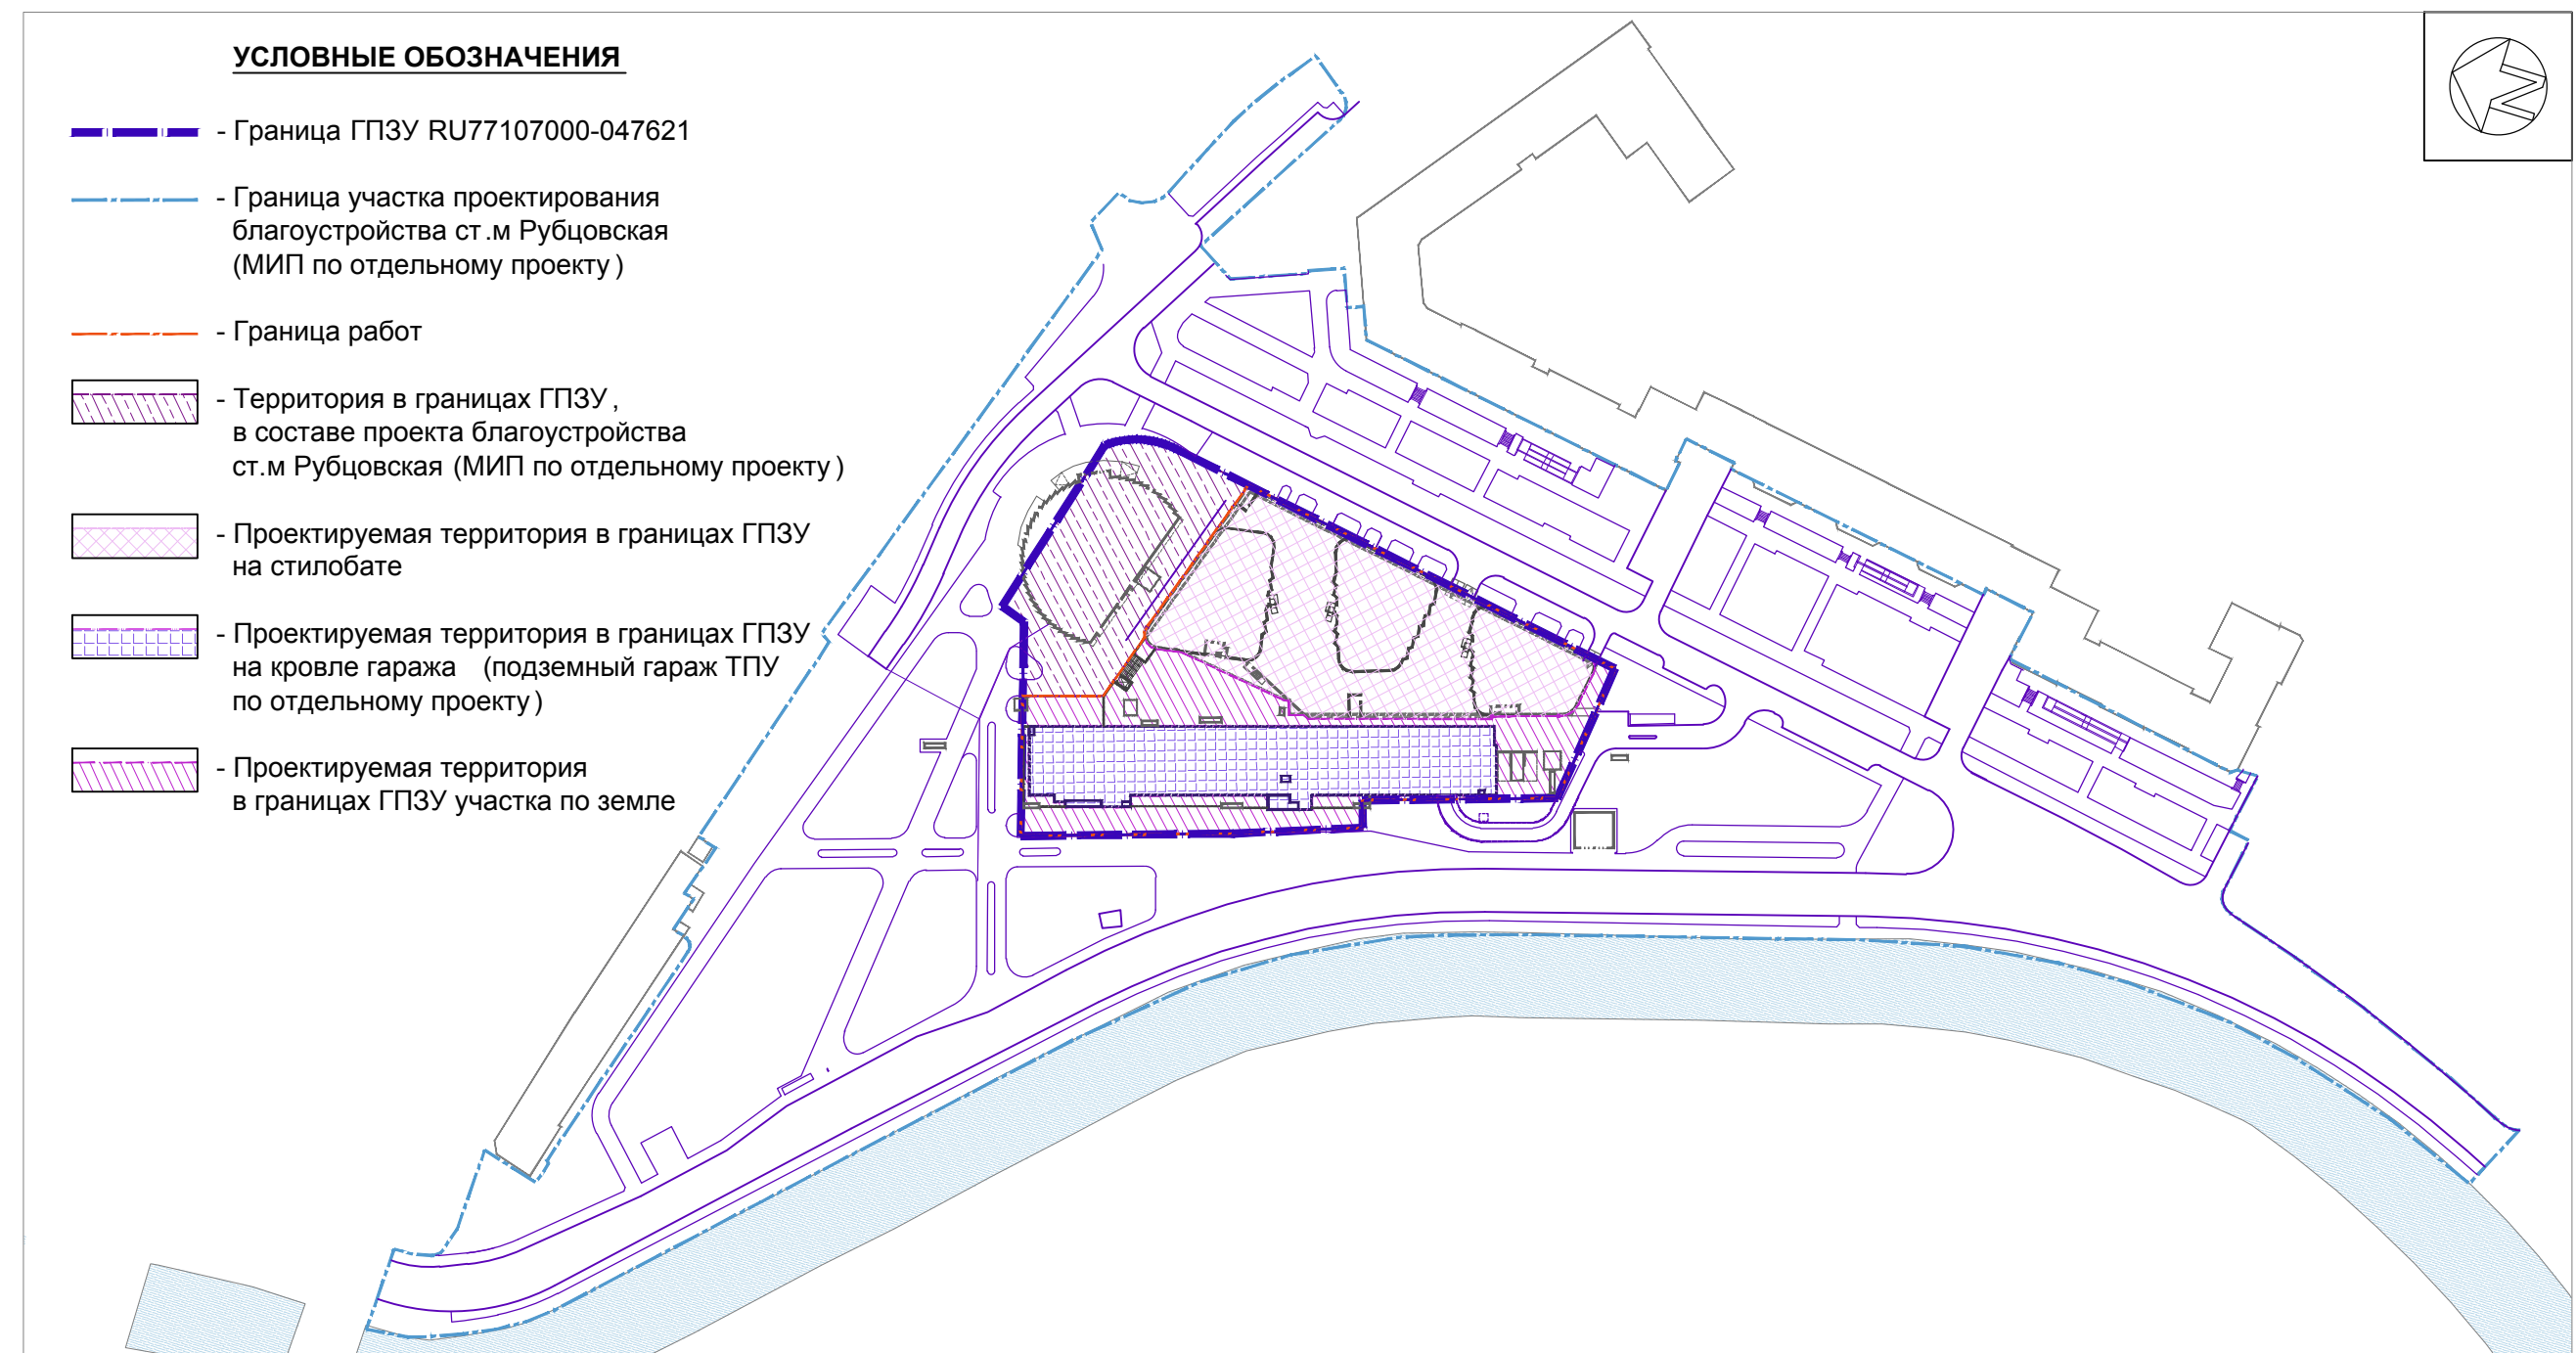 УСЛОВНЫЕ ОБОЗНАЧЕНИЯ
- Граница ГПЗУ RU77107000-047621
- Граница участка проектирования
благоустройства ст.м Рубцовская
(МИП по отдельному проекту)
- Граница работ
- Территория в границах ГПЗУ,
в составе проекта благоустройства
ст.м Рубцовская (МИП по отдельному проекту)
- Проектируемая территория в границах ГПЗУ
на стилобате
- Проектируемая территория в границах ГПЗУ
на кровле гаража (подземный гараж ТПУ
по отдельному проекту)
- Проектируемая территория
в границах ГПЗУ участка по земле